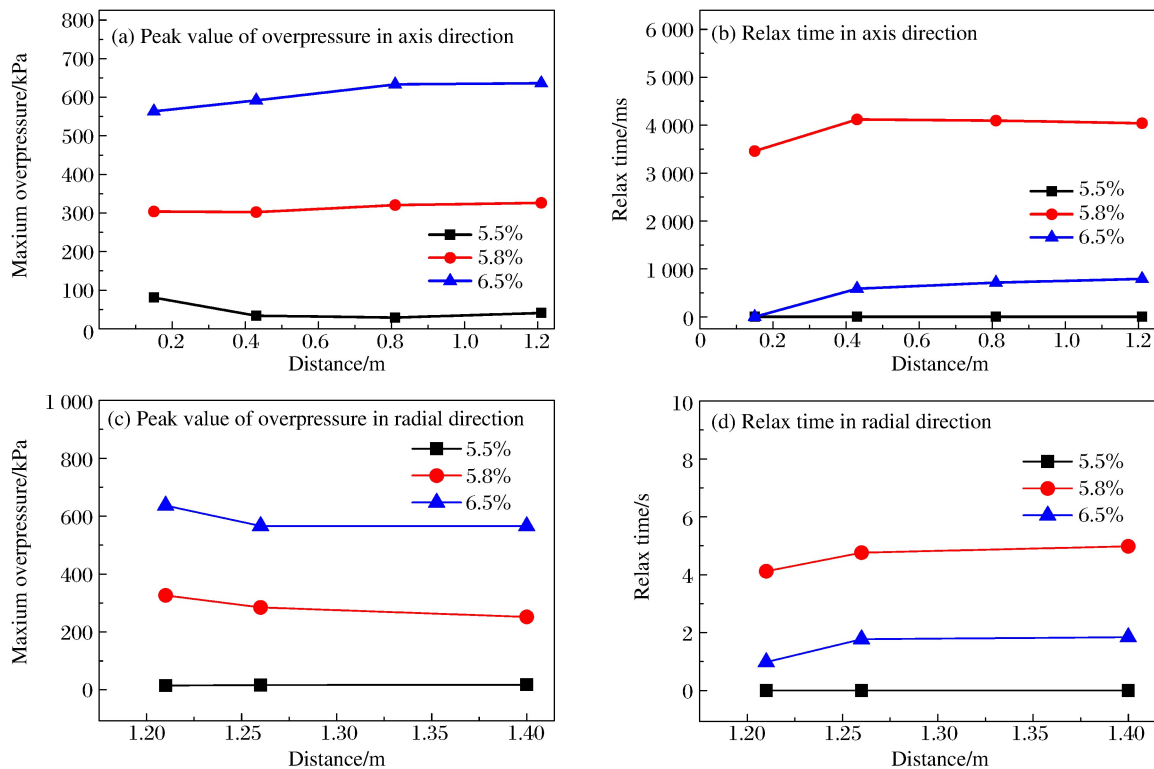 (a) Peak value of overpressure in axis direction
800
700
600
500
400
300
200
100
0
Maxium overpressure/kPa
5.5%
5.8%
6.5%
0.2 0.4 0.6 0.8 1.0 1.2
Distance/m
(b) Relax time in axis direction
6 000
5 000
4 000
3 000
2 000
1 000
0
Relax time/ms
5.5%
5.8%
6.5%
0 0.2 0.4 0.6 0.8 1.0 1.2
Distance/m
(c) Peak value of overpressure in radial direction
1 000
800
600
400
200
0
Maxium overpressure/kPa
5.5%
5.8%
6.5%
1.20 1.25 1.30 1.35 1.40
Distance/m
(d) Relax time in radial direction
10
8
6
4
2
0
Relax time/s
5.5%
5.8%
6.5%
1.20 1.25 1.30 1.35 1.40
Distance/m